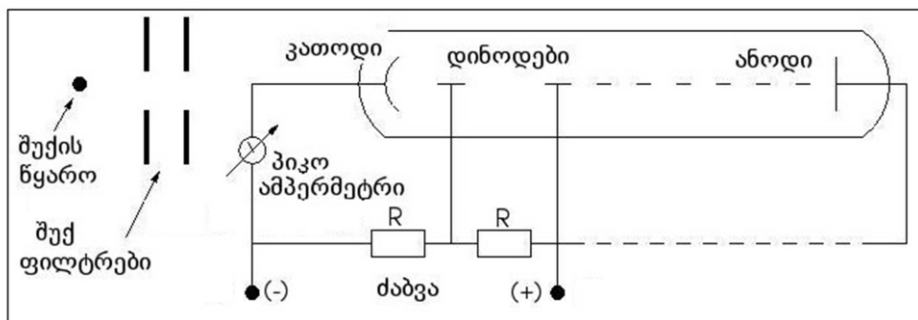 კათოდი
დინოდები
ანოდი
შუქის
წყარო
პიკო
ამპერმეტრი
შუქ
ფილტრები
R
R
(-)
ძაბვა
(+)